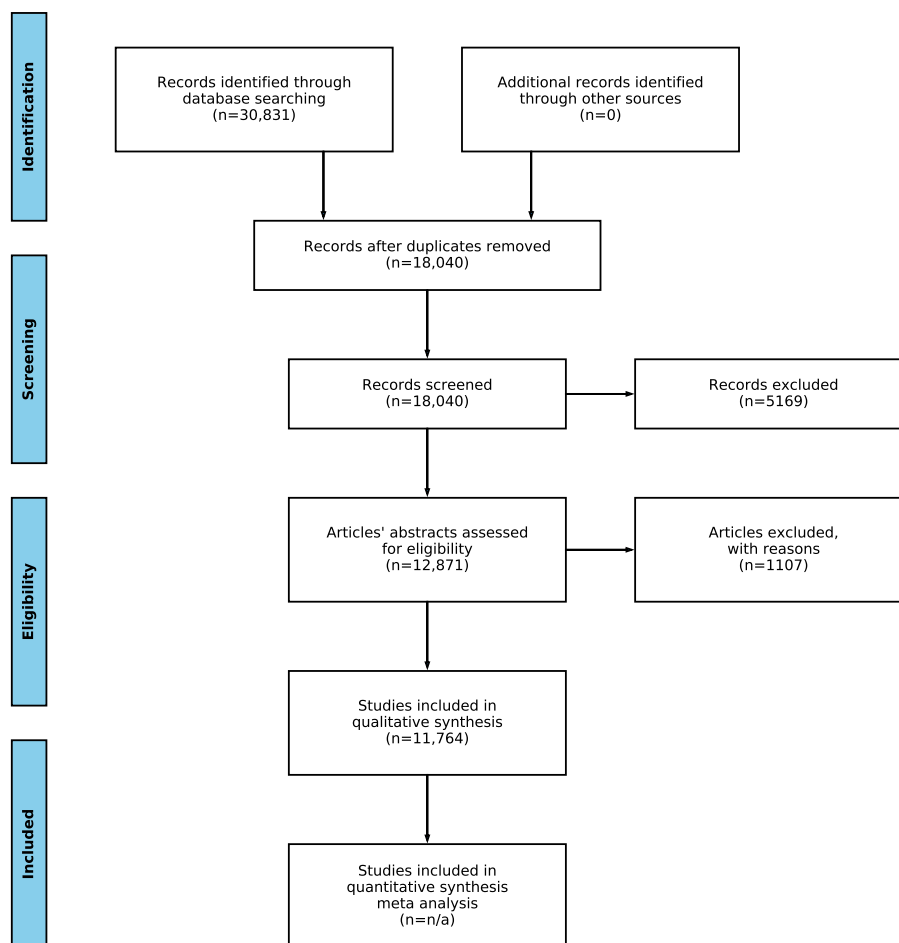 Identification
Records identified through
database searching
(n=30,831)
Additional records identified
through other sources
(n=0)
Records after duplicates removed
(n=18,040)
Screening
Records screened
(n=18,040)
Records excluded
(n=5169)
Eligibility
Articles' abstracts assessed
for eligibility
(n=12,871)
Articles excluded,
with reasons
(n=1107)
Studies included in
qualitative synthesis
(n=11,764)
Included
Studies included in
quantitative synthesis
meta analysis
(n=n/a)